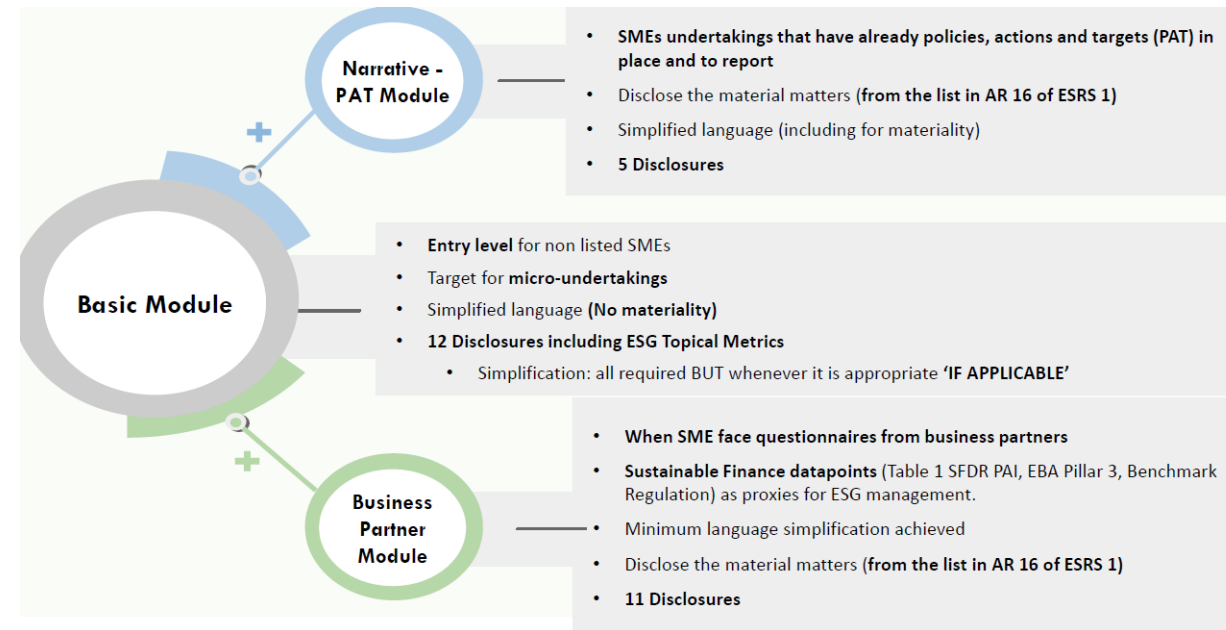 Narrative -
PAT Module
• SMEs undertakings that have already policies, actions and targets (PAT) in
place and to report
• Disclose the material matters (from the list in AR 16 of ESRS 1)
• Simplified language (including for materiality)
• 5 Disclosures
+
Basic Module
• Entry level for non listed SMEs
• Target for micro-undertakings
• Simplified language (No materiality)
• 12 Disclosures including ESG Topical Metrics
• Simplification: all required BUT whenever it is appropriate ‘IF APPLICABLE’
+
Business
Partner
Module
• When SME face questionnaires from business partners
• Sustainable Finance datapoints (Table 1 SFDR PAI, EBA Pillar 3, Benchmark
Regulation) as proxies for ESG management.
• Minimum language simplification achieved
• Disclose the material matters (from the list in AR 16 of ESRS 1)
• 11 Disclosures